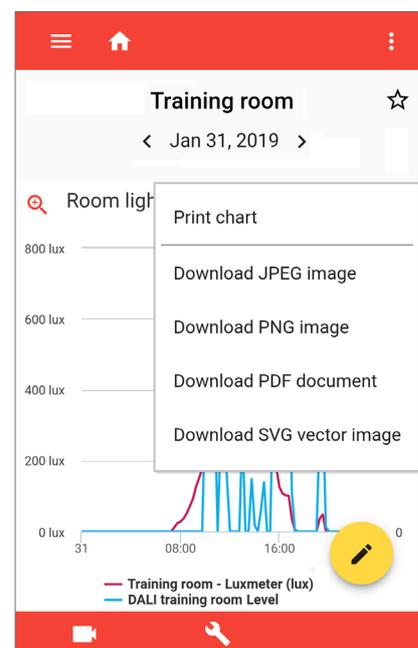 Training room
Jan 31, 2019
Room ligh
Print chart
Download JPEG image
Download PNG image
Download PDF document
Download SVG vector image
800 lux
600 lux
400 lux
200 lux
0 lux
0
31
08:00
16:00
Training room - Luxmeter (lux)
DALI training room Level